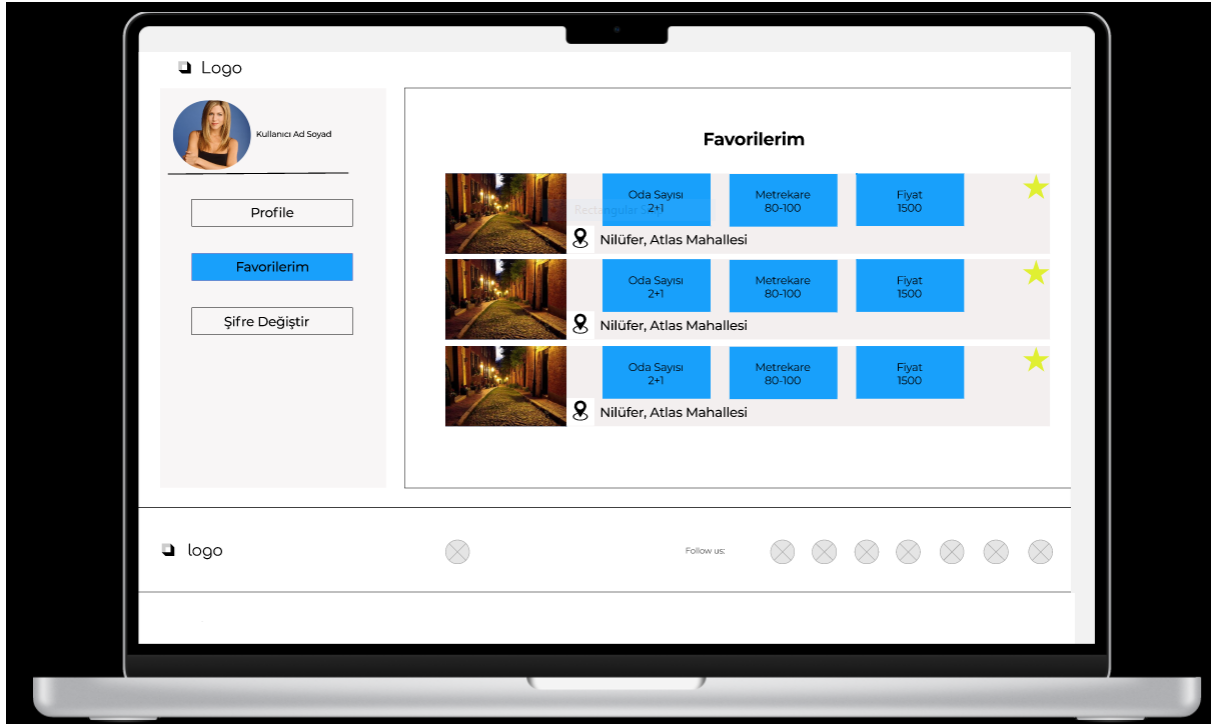 Logo
Kullanıcı Ad Soyad
Profile
Favorilerim
Şifre Değiştir
Favorilerim
Oda Sayısı
2+1
Metrekare
80-100
Fiyat
1500
Nilüfer, Atlas Mahallesi
Oda Sayısı
2+1
Metrekare
80-100
Fiyat
1500
Nilüfer, Atlas Mahallesi
Oda Sayısı
2+1
Metrekare
80-100
Fiyat
1500
Nilüfer, Atlas Mahallesi
logo
Follow us: